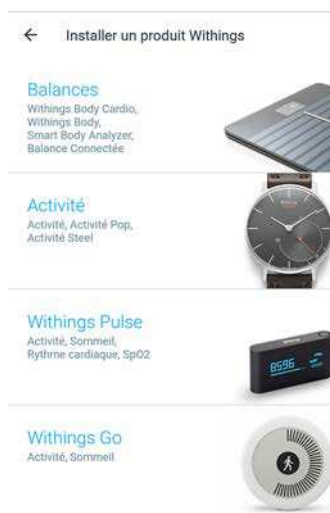 Installer un produit Withings
Balances
Withings Body Cardio,
Withings Body,
Smart Body Analyzer,
Balance Connectée
Activité
Activité, Activité Pop,
Activité Steel
Withings Pulse
Activité, Sommeil,
Rythme cardiaque, SpO2
8596
Withings Go
Activité, Sommeil